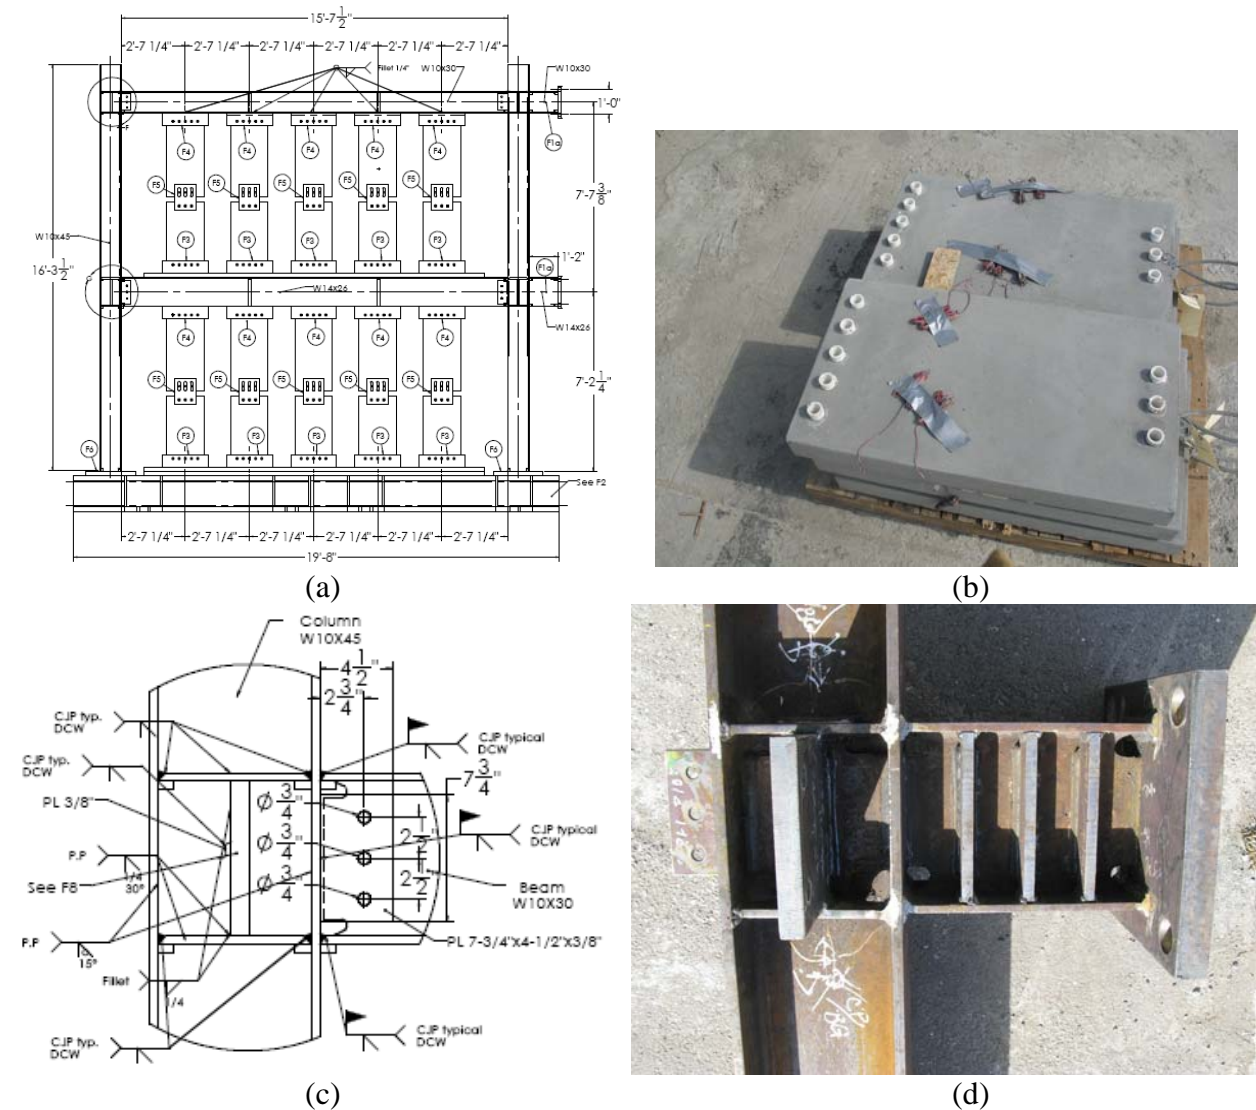 15'-7 1/2"
2'-7 1/4" 2'-7 1/4" 2'-7 1/4" 2'-7 1/4" 2'-7 1/4" 2'-7 1/4"
Fillet 1/4" W10x30 W10x30
1'-0"
F1a
F4 F4 F4 F4 F4
F5 F5 F5 F5 F5
7'-7 3/8"
W10x45
F3 F3 F3 F3 F3
16'-3 1/2"
1'-2"
F1a
W14x26
W14x26
F4 F4 F4 F4 F4
F5 F5 F5 F5 F5
7'-2 1/4"
F3 F3 F3 F3 F3
F6 F6
See F2
2'-7 1/4" 2'-7 1/4" 2'-7 1/4" 2'-7 1/4" 2'-7 1/4" 2'-7 1/4"
19'-8"
(a)
(b)
Column
W10X45
4 1/2"
2 3/4"
CJP typ.
DCW
CJP typical
DCW
CJP typ.
DCW
7 3/4"
PL 3/8"
Ø 3/4"
Ø 3/4"
Ø 3/4"
2 1/2"
2 1/2"
CJP typical
DCW
P.P
1/4
30°
See F8
Beam
W10X30
P.P
15°
PL 7-3/4"x4-1/2"x3/8"
Fillet
1/4
CJP typ.
DCW
CJP typical
DCW
(c)
(d)